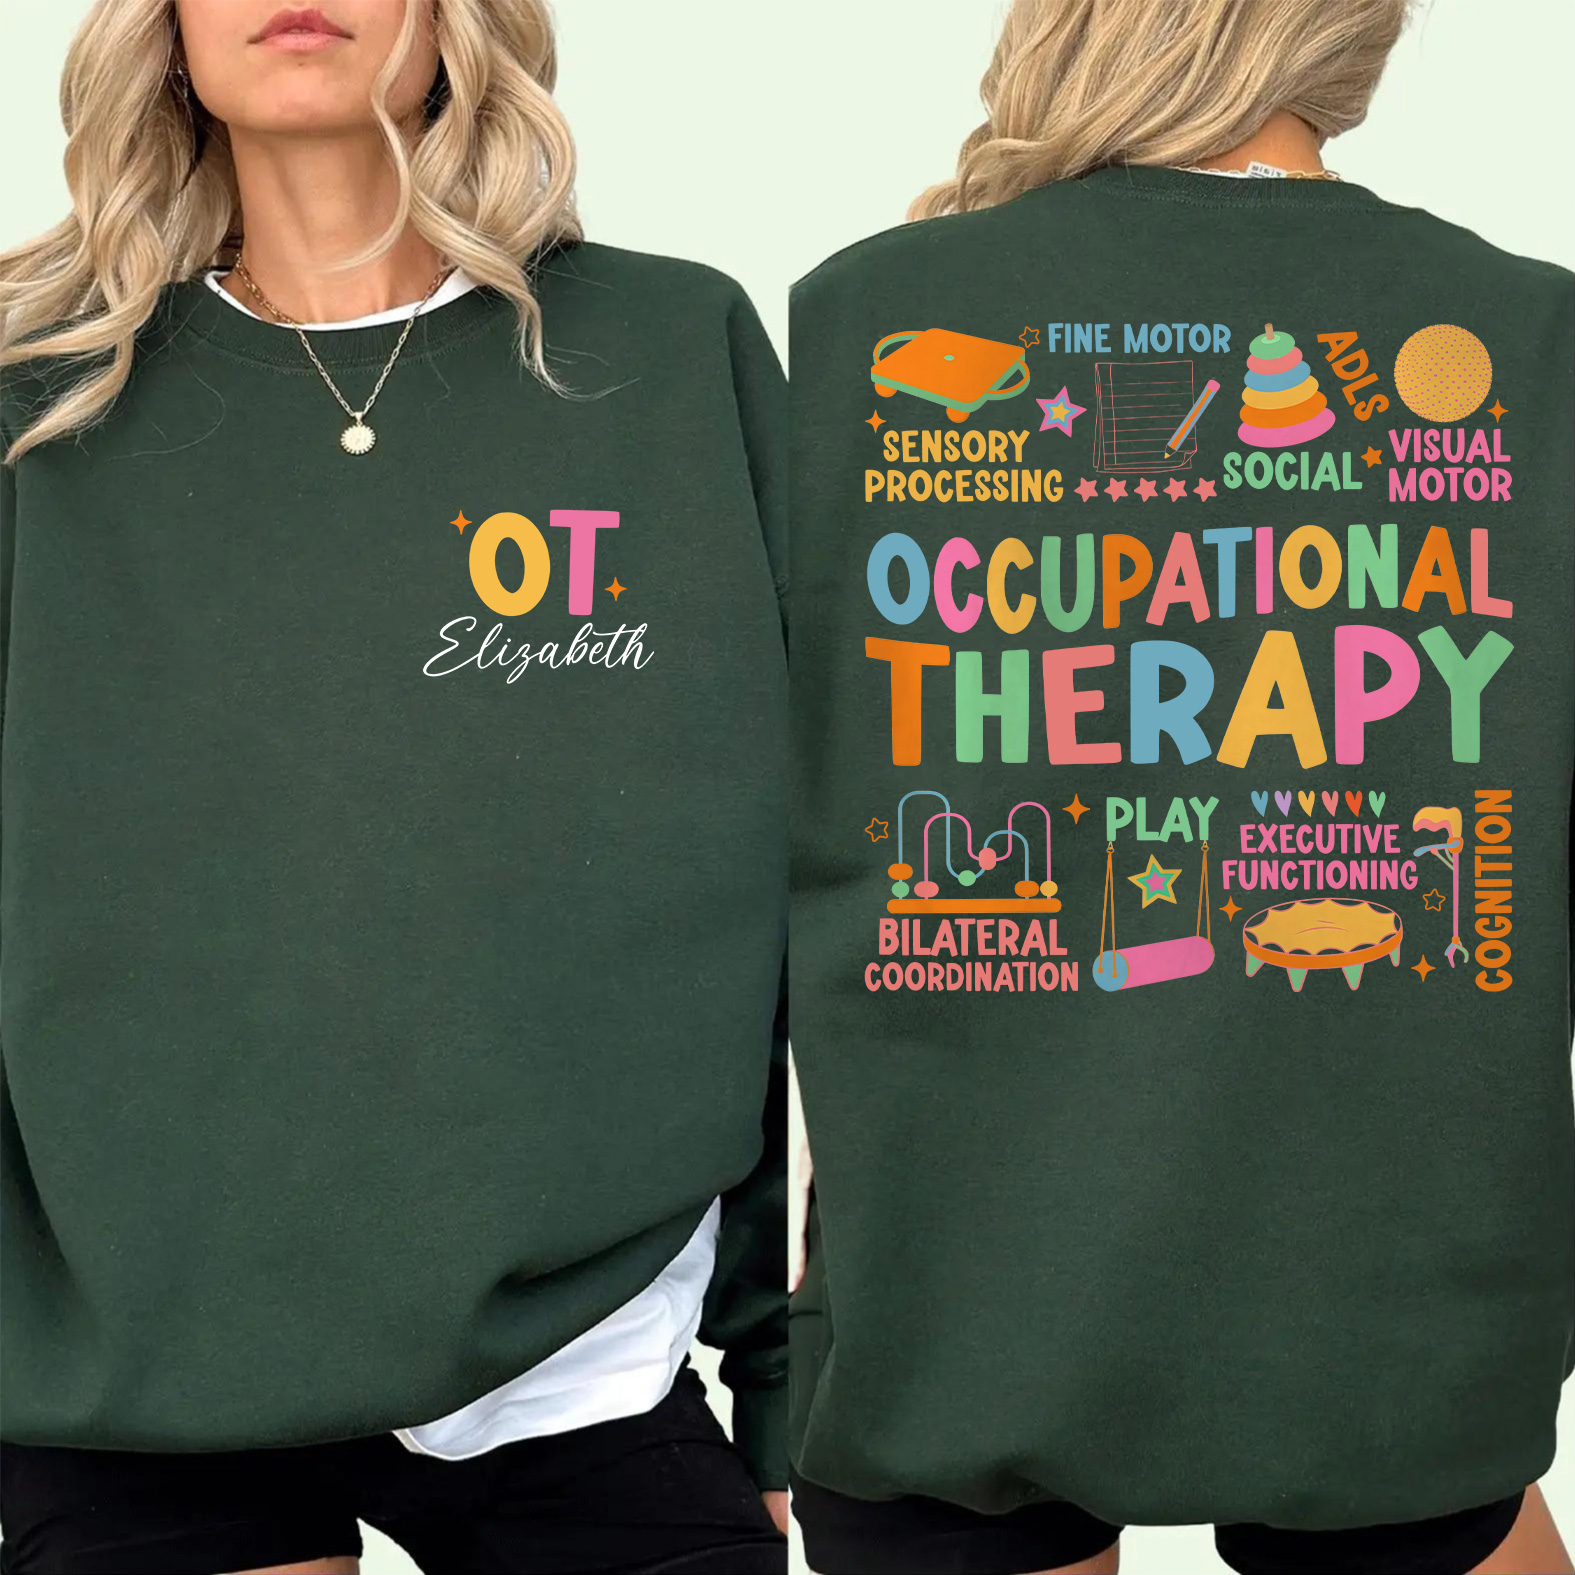 OT
Elizabeth
FINE MOTOR
ADLS
SENSORY
PROCESSING
SOCIAL
VISUAL
MOTOR
OCCUPATIONAL
THERAPY
PLAY
EXECUTIVE
FUNCTIONING
COGNITION
BILATERAL
COORDINATION